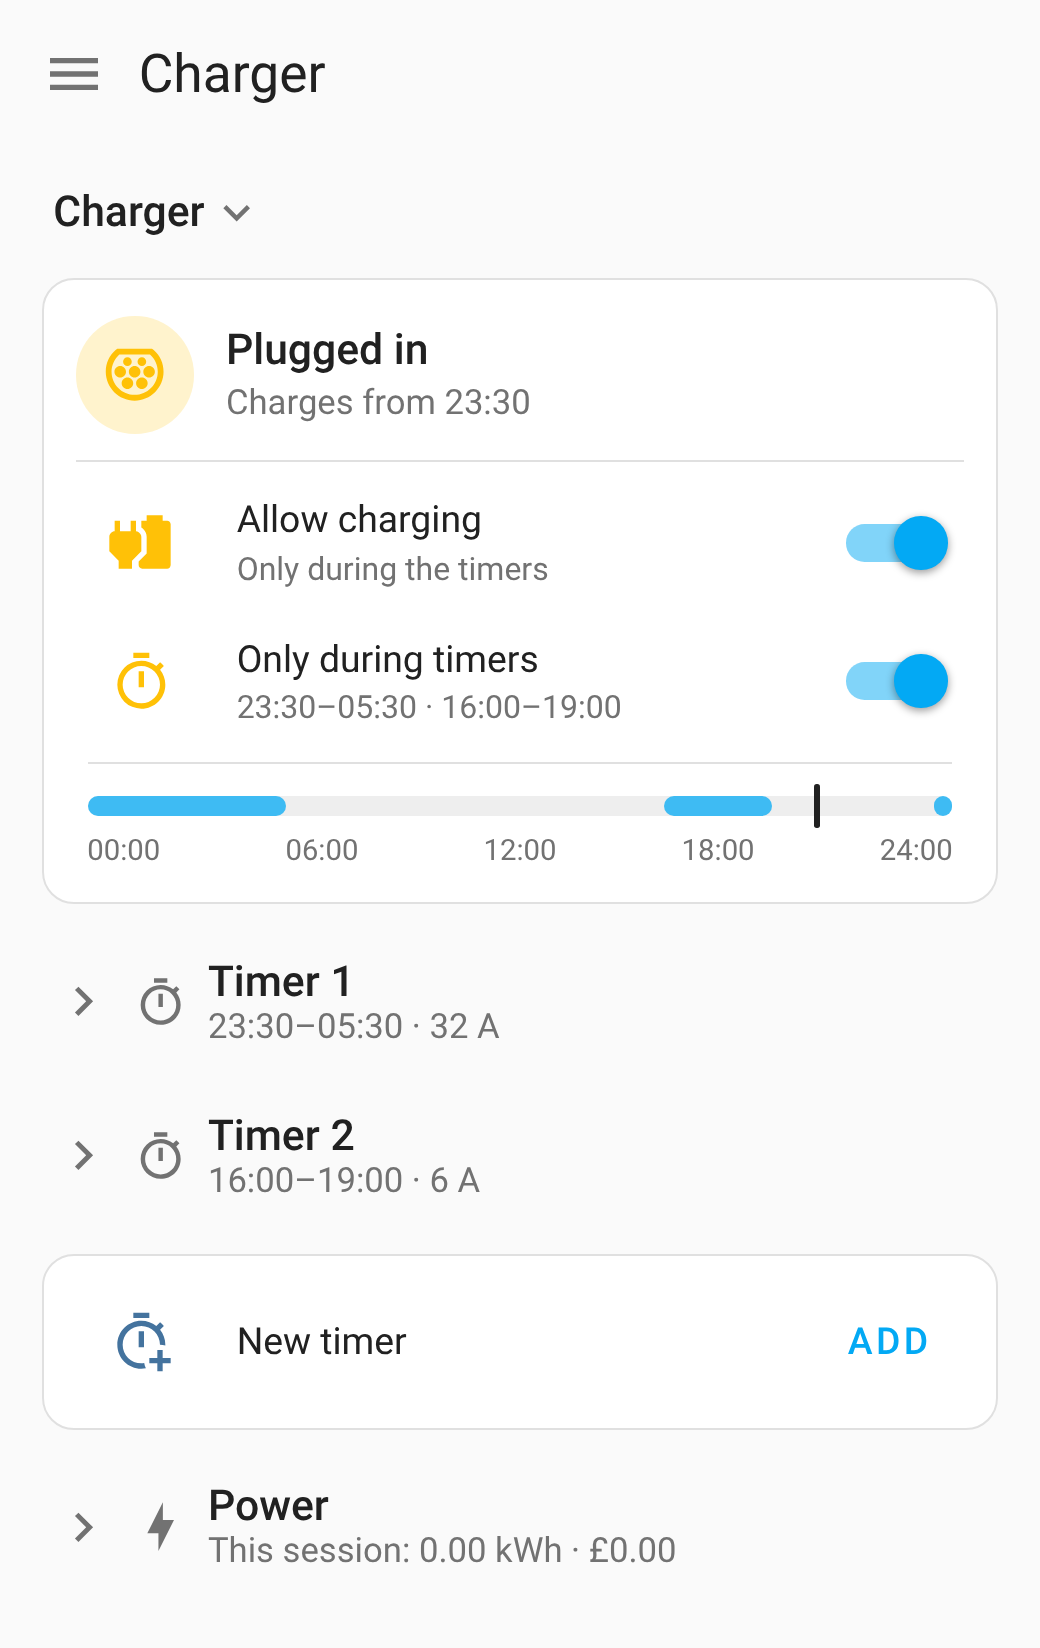 Charger
Charger
Plugged in
Charges from 23:30
Allow charging
Only during the timers
Only during timers
23:30–05:30 · 16:00–19:00
00:00 06:00 12:00 18:00 24:00
Timer 1
23:30–05:30 · 32 A
Timer 2
16:00–19:00 · 6 A
New timer ADD
Power
This session: 0.00 kWh · £0.00